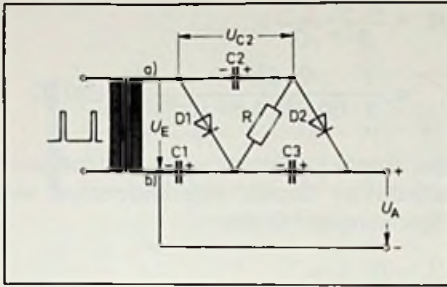 U_C2
C2
a)
- +
U_E
D1
R
D2
C1
C3
b)
- +
- +
+
U_A
-